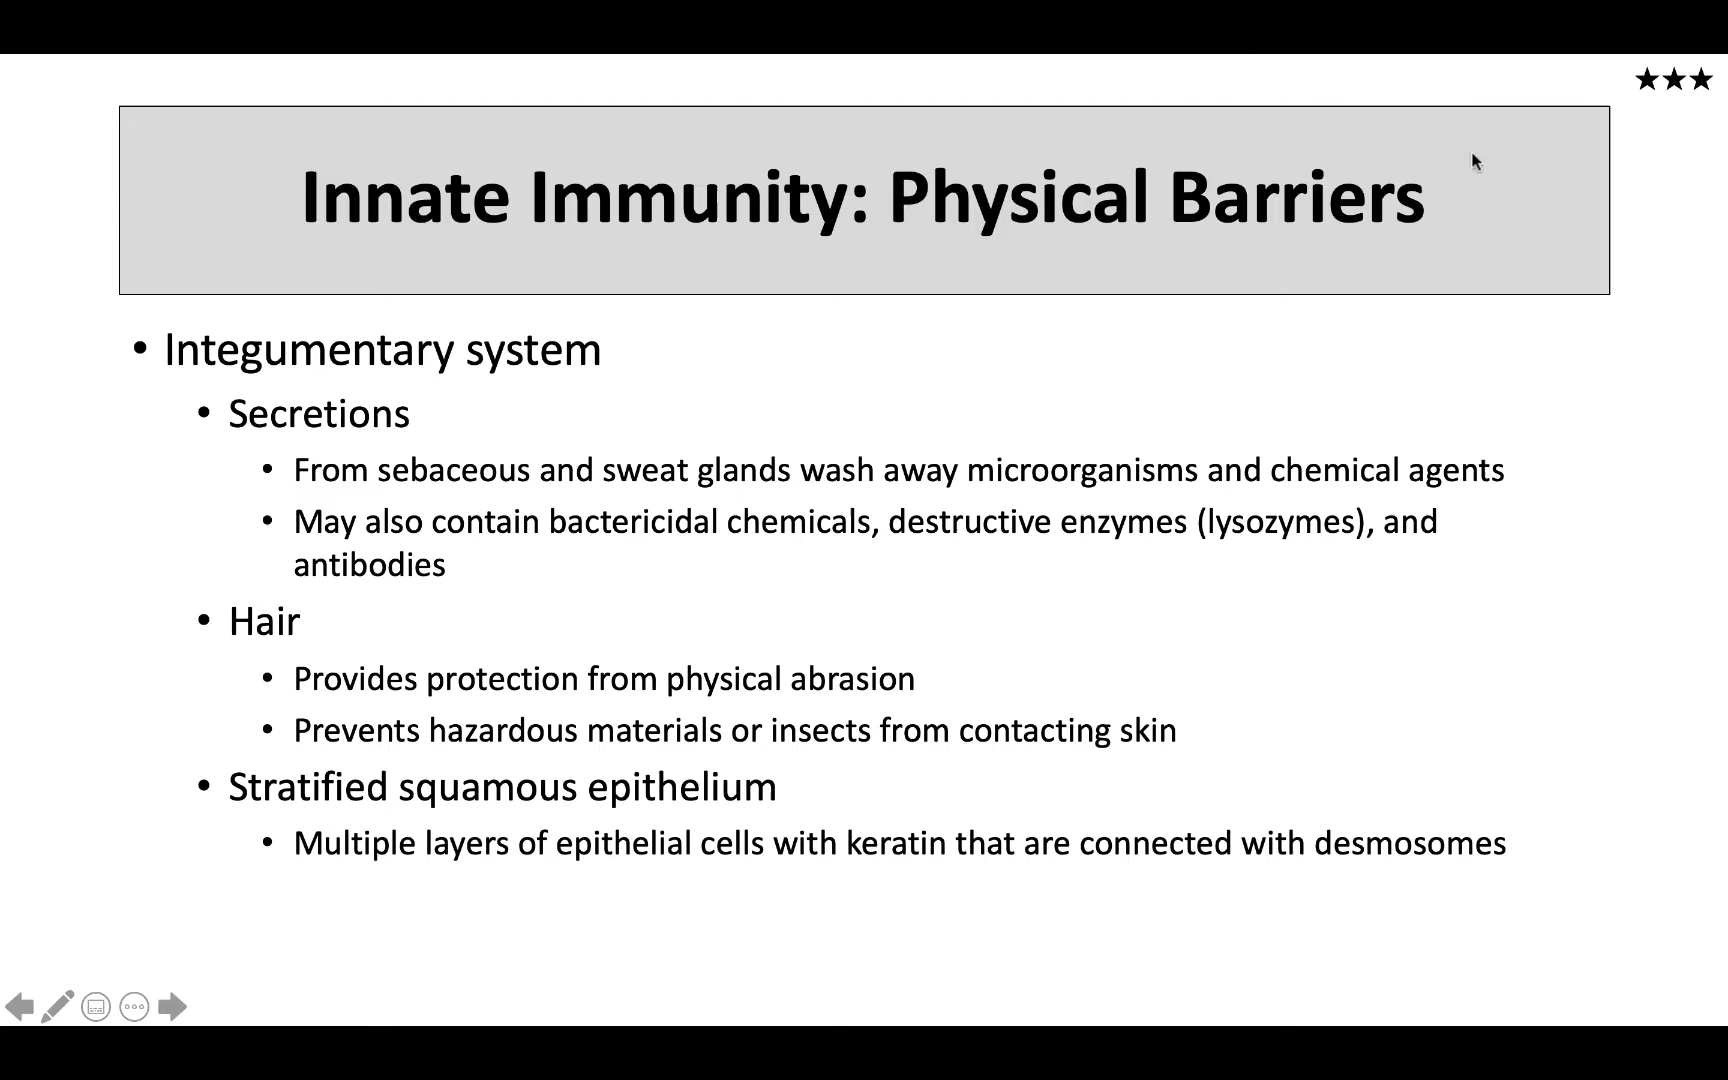 ★★★
Innate Immunity: Physical Barriers
• Integumentary system
• Secretions
• From sebaceous and sweat glands wash away microorganisms and chemical agents
• May also contain bactericidal chemicals, destructive enzymes (lysozymes), and
antibodies
• Hair
• Provides protection from physical abrasion
• Prevents hazardous materials or insects from contacting skin
• Stratified squamous epithelium
• Multiple layers of epithelial cells with keratin that are connected with desmosomes